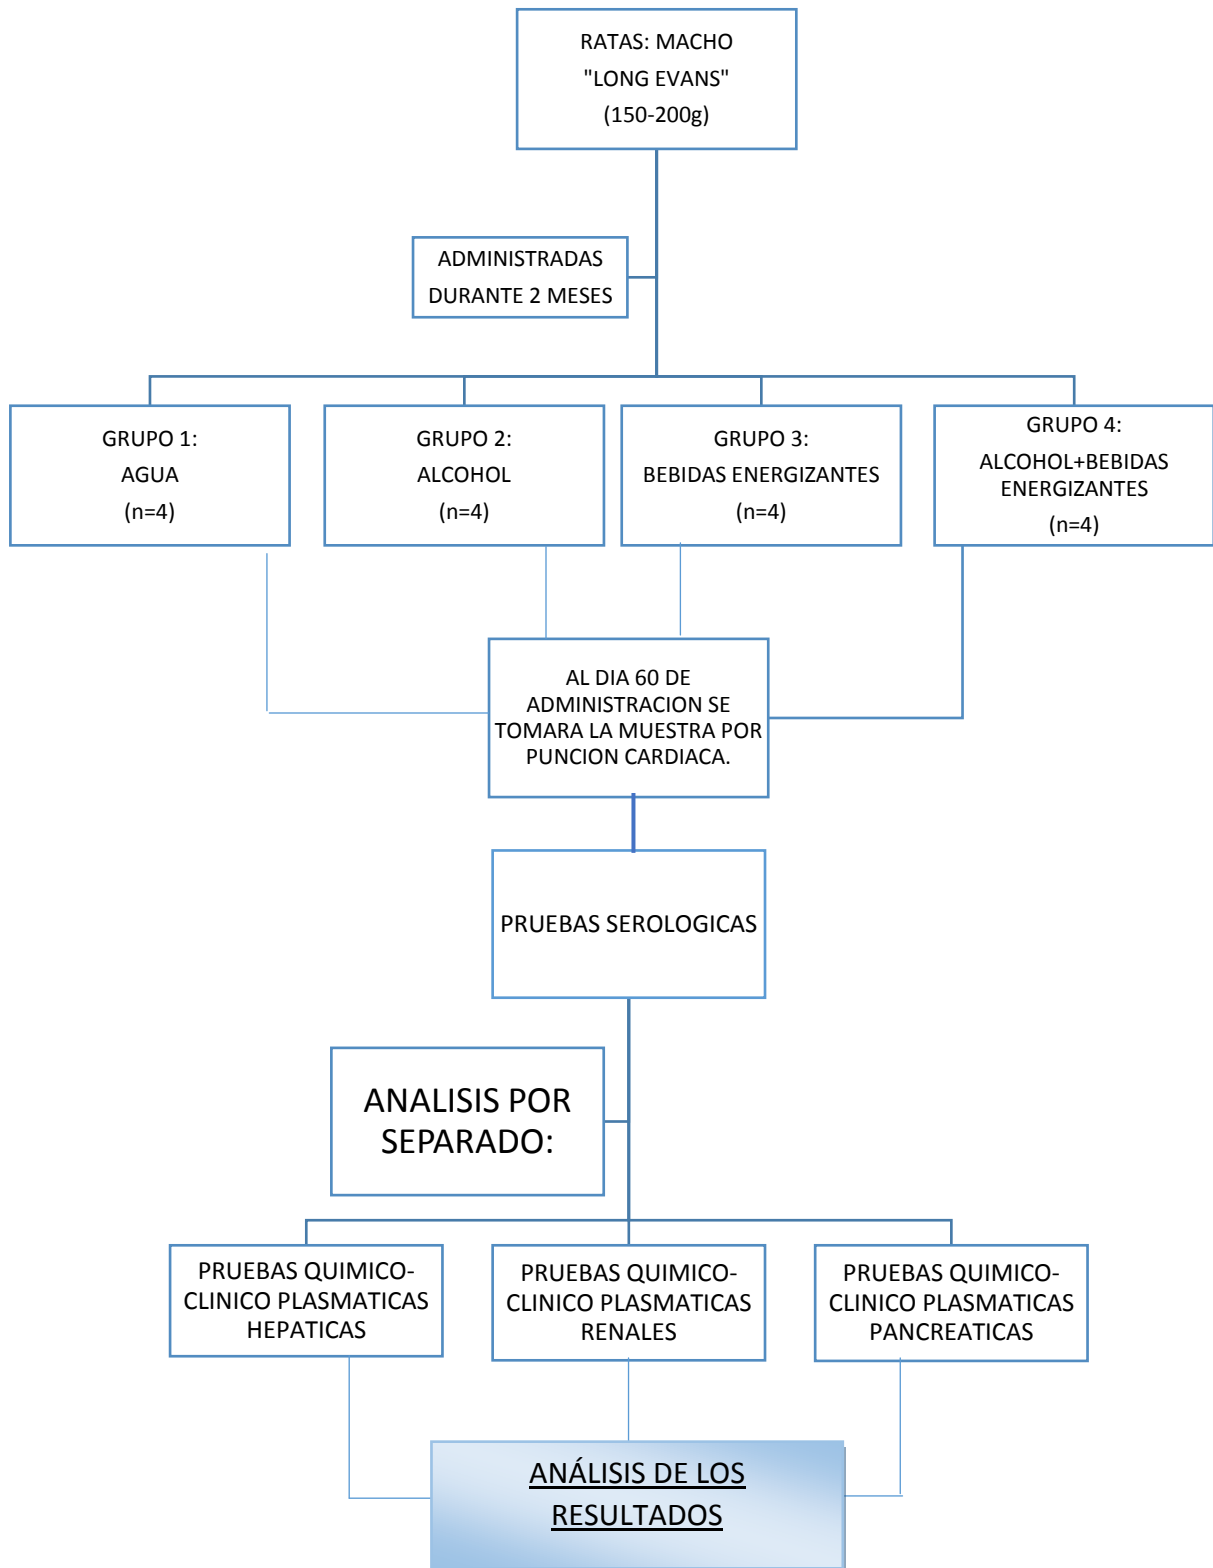 RATAS: MACHO
"LONG EVANS"
(150-200g)
ADMINISTRADAS
DURANTE 2 MESES
GRUPO 1:
AGUA
(n=4)
GRUPO 2:
ALCOHOL
(n=4)
GRUPO 3:
BEBIDAS ENERGIZANTES
(n=4)
GRUPO 4:
ALCOHOL+BEBIDAS
ENERGIZANTES
(n=4)
AL DIA 60 DE
ADMINISTRACION SE
TOMARA LA MUESTRA POR
PUNCION CARDIACA.
PRUEBAS SEROLOGICAS
ANALISIS POR
SEPARADO:
PRUEBAS QUIMICO-
CLINICO PLASMATICAS
HEPATICAS
PRUEBAS QUIMICO-
CLINICO PLASMATICAS
RENALES
PRUEBAS QUIMICO-
CLINICO PLASMATICAS
PANCREATICAS
ANÁLISIS DE LOS
RESULTADOS